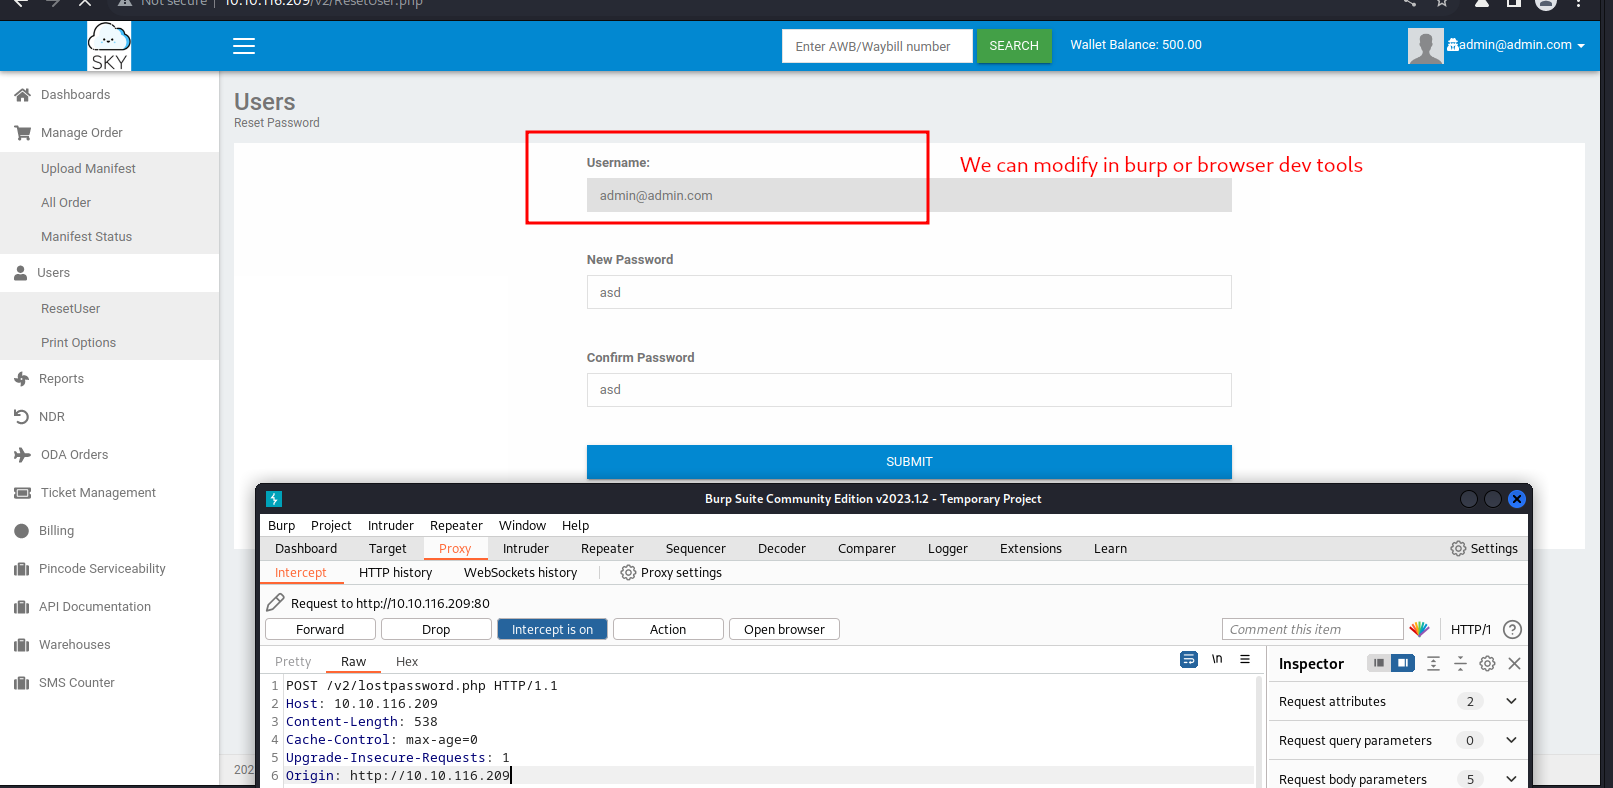 Not secure | 10.10.116.209/v2/ResetUser.php
SKY
Enter AWB/Waybill number
SEARCH
Wallet Balance: 500.00
admin@admin.com
Dashboards
Manage Order
Upload Manifest
All Order
Manifest Status
Users
ResetUser
Print Options
Reports
NDR
ODA Orders
Ticket Management
Billing
Pincode Serviceability
API Documentation
Warehouses
SMS Counter
Users
Reset Password
Username:
admin@admin.com
We can modify in burp or browser dev tools
New Password
asd
Confirm Password
asd
SUBMIT
202
Burp Suite Community Edition v2023.1.2 - Temporary Project
Burp Project Intruder Repeater Window Help
Dashboard Target Proxy Intruder Repeater Sequencer Decoder Comparer Logger Extensions Learn Settings
Intercept HTTP history WebSockets history Proxy settings
Request to http://10.10.116.209:80
Forward Drop Intercept is on Action Open browser Comment this item HTTP/1 ?
Pretty Raw Hex \n
1 POST /v2/lostpassword.php HTTP/1.1
2 Host: 10.10.116.209
3 Content-Length: 538
4 Cache-Control: max-age=0
5 Upgrade-Insecure-Requests: 1
6 Origin: http://10.10.116.209
Inspector
Request attributes 2
Request query parameters 0
Request body parameters 5